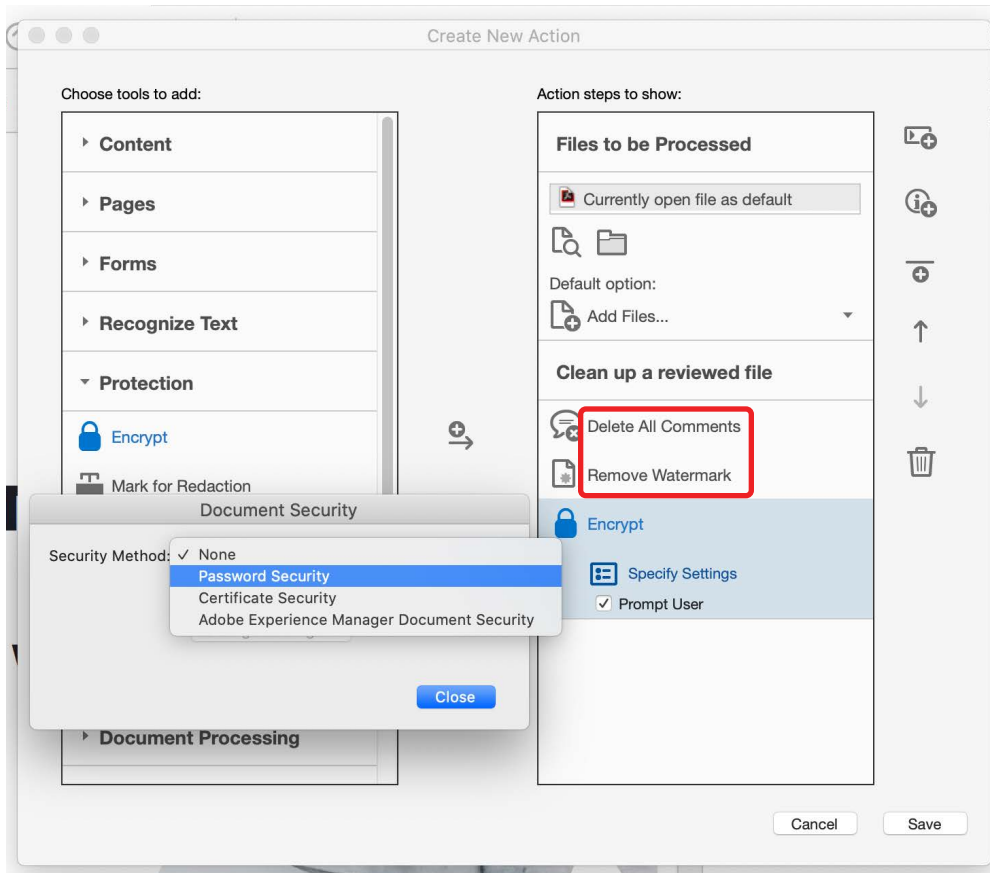 Create New Action
Choose tools to add:
Content
Pages
Forms
Recognize Text
Protection
Encrypt
Mark for Redaction
Document Security
Security Method:
✓ None
Password Security
Certificate Security
Adobe Experience Manager Document Security
Close
Document Processing
Action steps to show:
Files to be Processed
Currently open file as default
Default option:
Add Files...
Clean up a reviewed file
Delete All Comments
Remove Watermark
Encrypt
Specify Settings
Prompt User
Cancel
Save